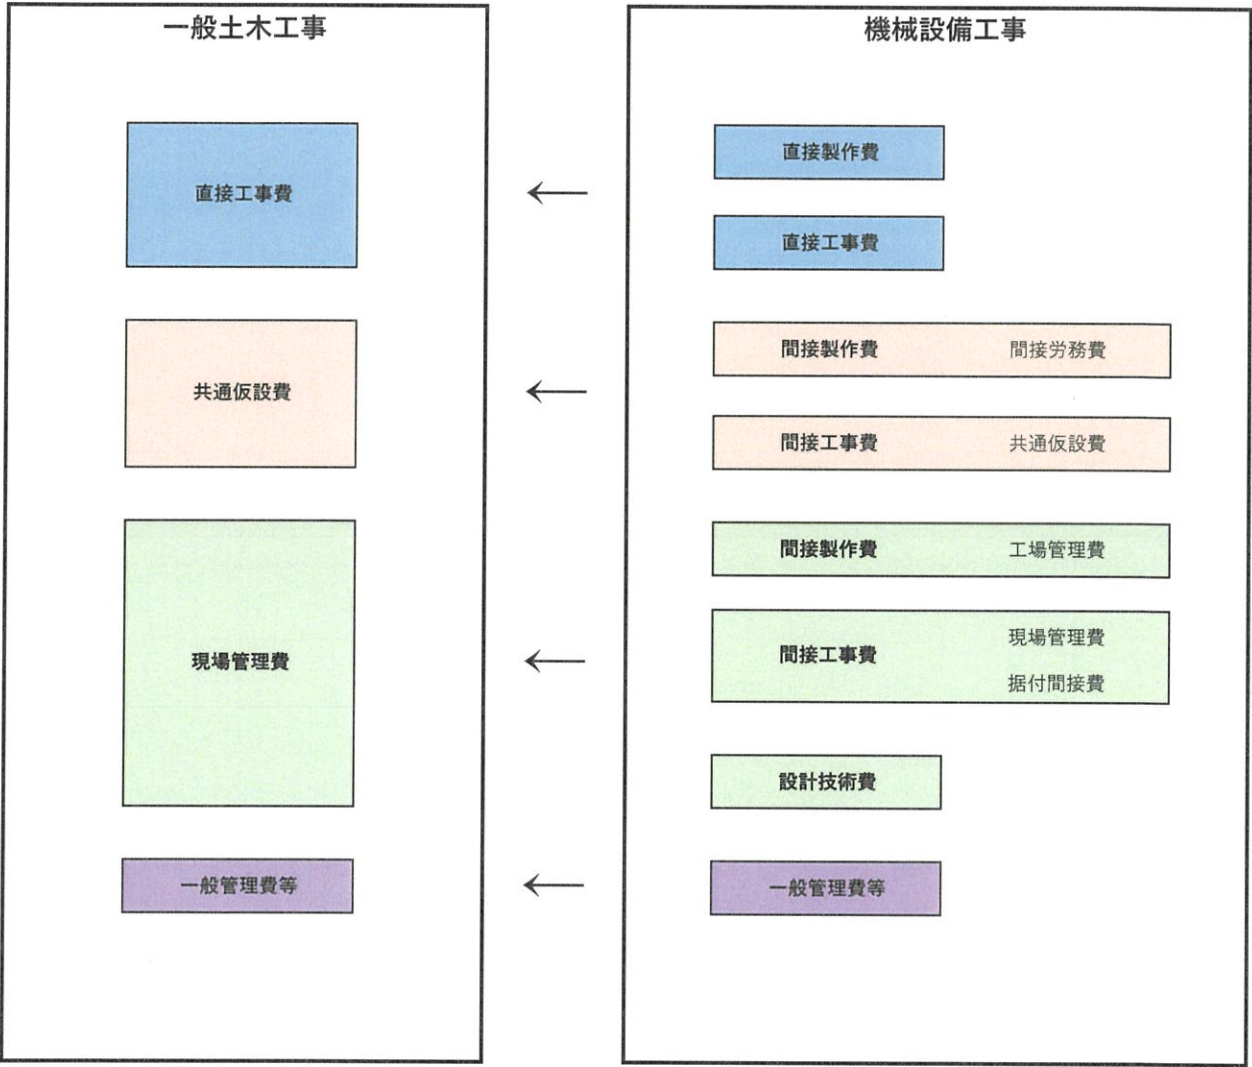 一般土木工事
直接工事費
共通仮設費
現場管理費
一般管理費等
機械設備工事
直接製作費
直接工事費
間接製作費 間接労務費
間接工事費 共通仮設費
間接製作費 工場管理費
間接工事費 現場管理費
据付間接費
設計技術費
一般管理費等